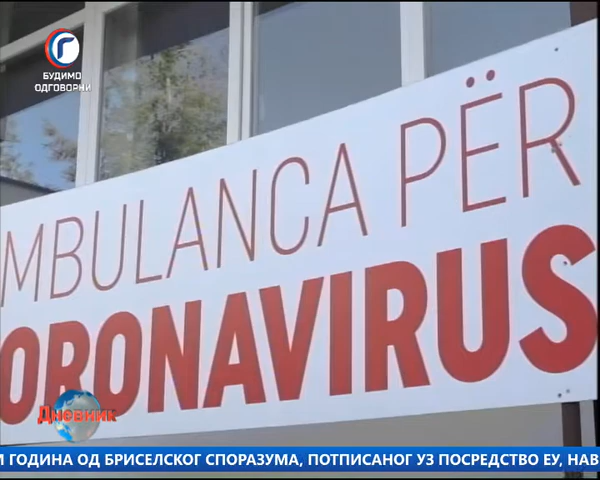 БУДИМО
ОДГОВОРНИ
MBULANCA PËR
ORONAVIRUS
Дневник
М ГОДИНА ОД БРИСЕЛСКОГ СПОРАЗУМА, ПОТПИСАНОГ УЗ ПОСРЕДСТВО ЕУ, НАВ